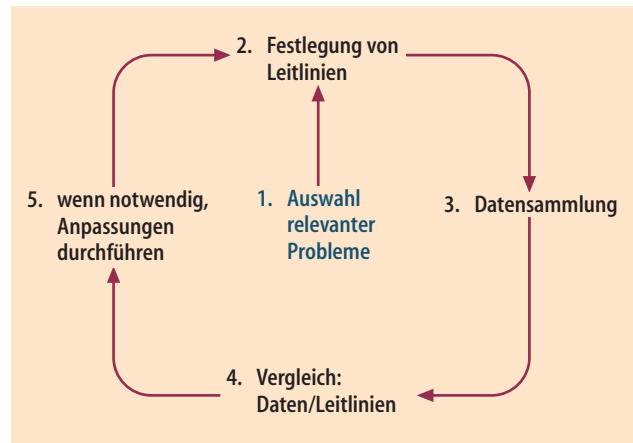 2. Festlegung von
Leitlinien
5. wenn notwendig,
Anpassungen
durchführen
1. Auswahl
relevanter
Probleme
3. Datensammlung
4. Vergleich:
Daten/Leitlinien